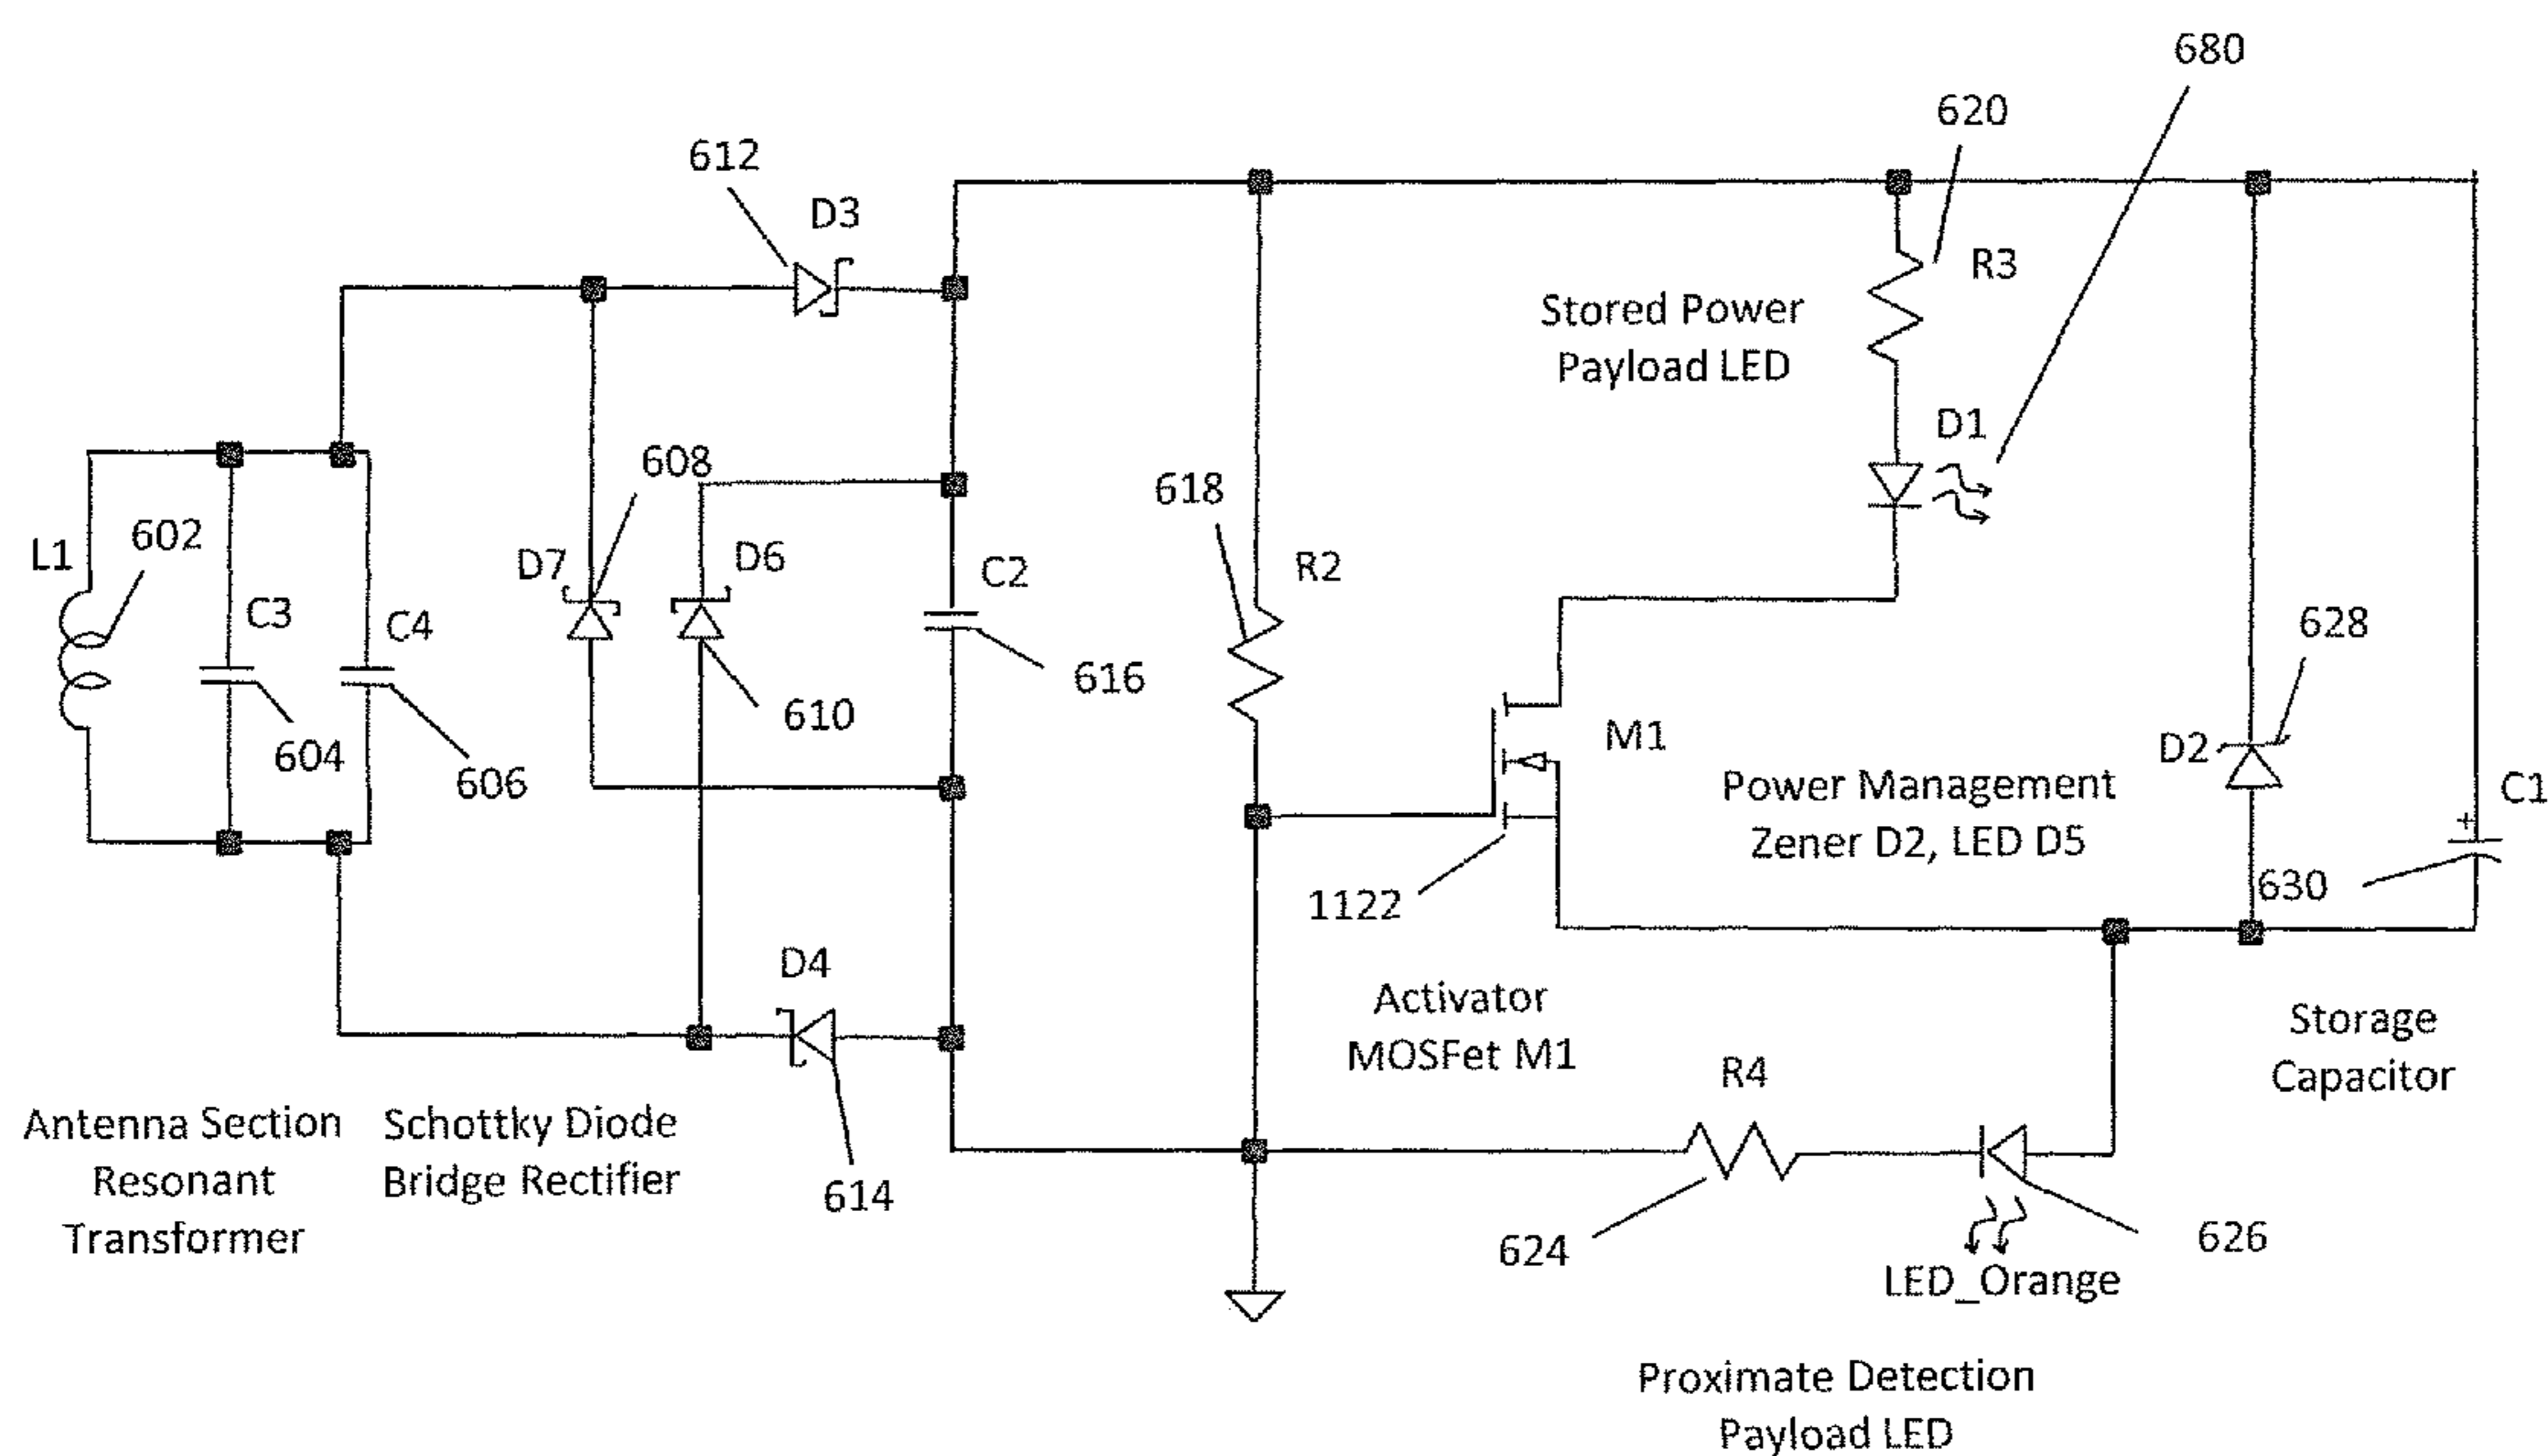 680
620
612
D3
R3
Stored Power
Payload LED
D1
608
618
602
L1
D7
D6
C2
R2
C3
C4
628
616
610
M1
D2
604
606
Power Management
Zener D2, LED D5
C1
+
1122
630
D4
Activator
MOSFet M1
Storage
Capacitor
R4
Antenna Section
Resonant
Transformer
Schottky Diode
Bridge Rectifier
614
624
626
LED_Orange
Proximate Detection
Payload LED